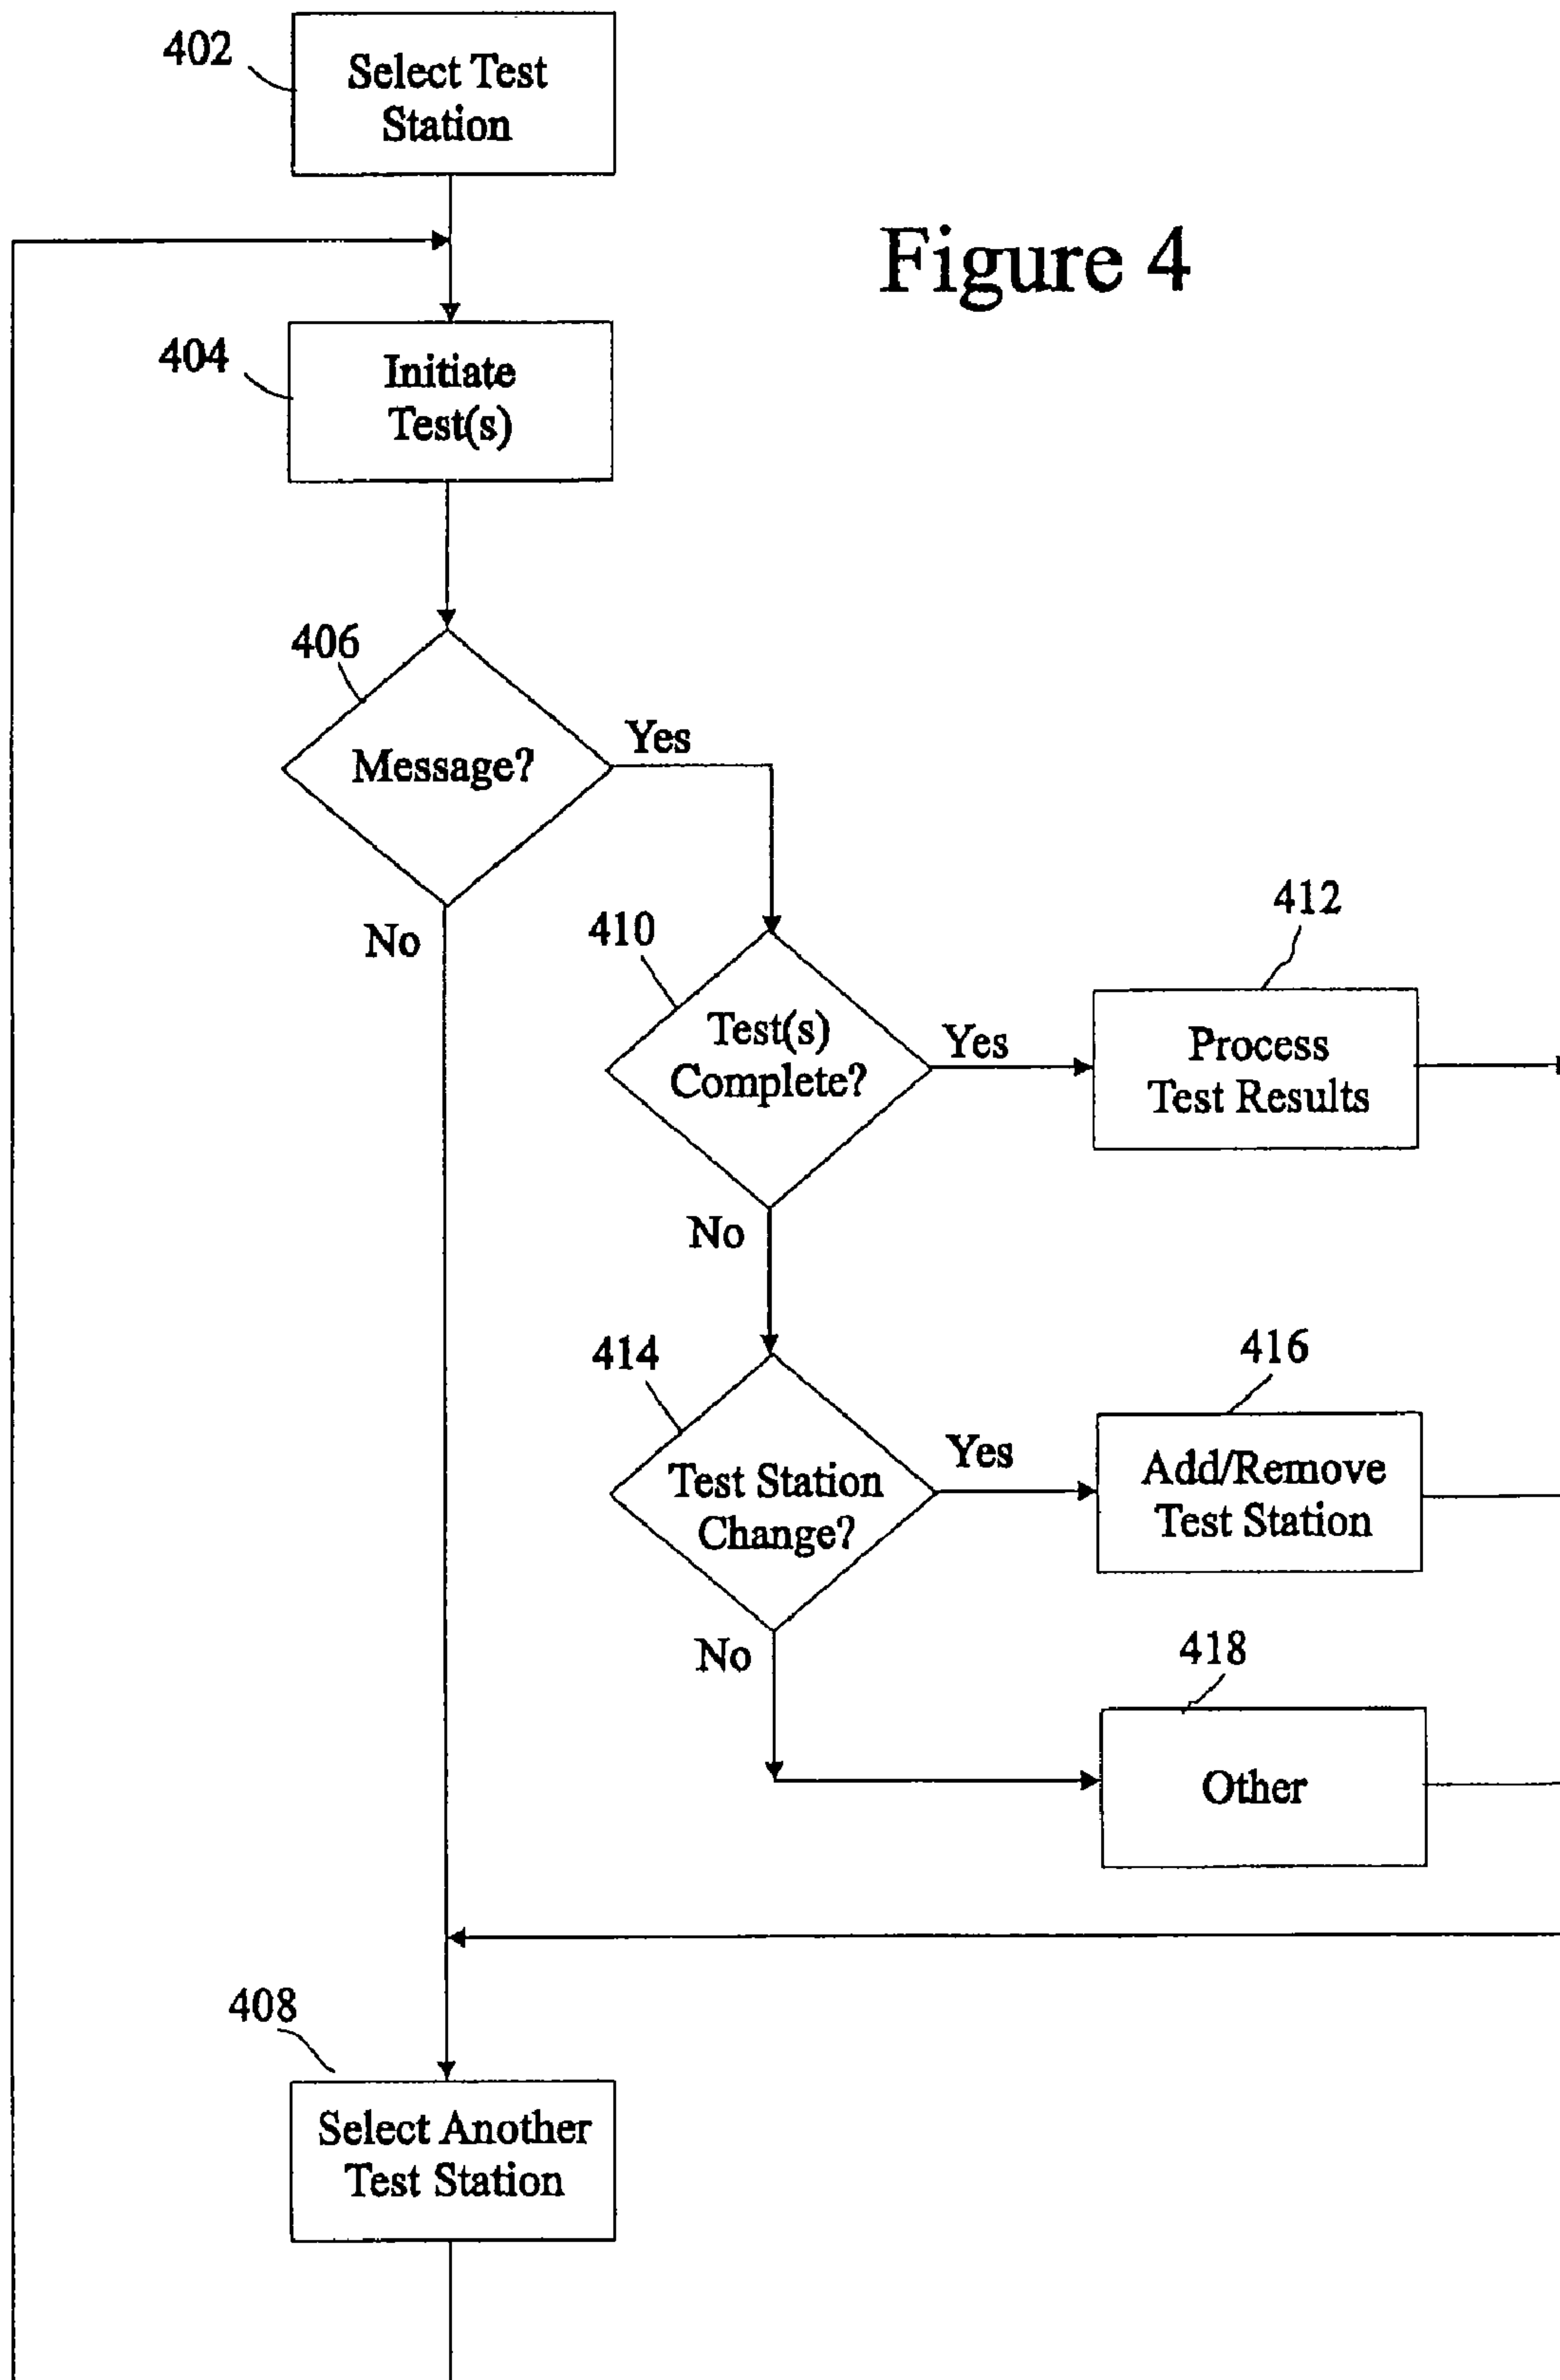 402
Select Test
Station
Figure 4
404
Initiate
Test(s)
406
Message?
Yes
No
410
Test(s)
Complete?
Yes
412
Process
Test Results
No
414
Test Station
Change?
Yes
416
Add/Remove
Test Station
No
418
Other
408
Select Another
Test Station